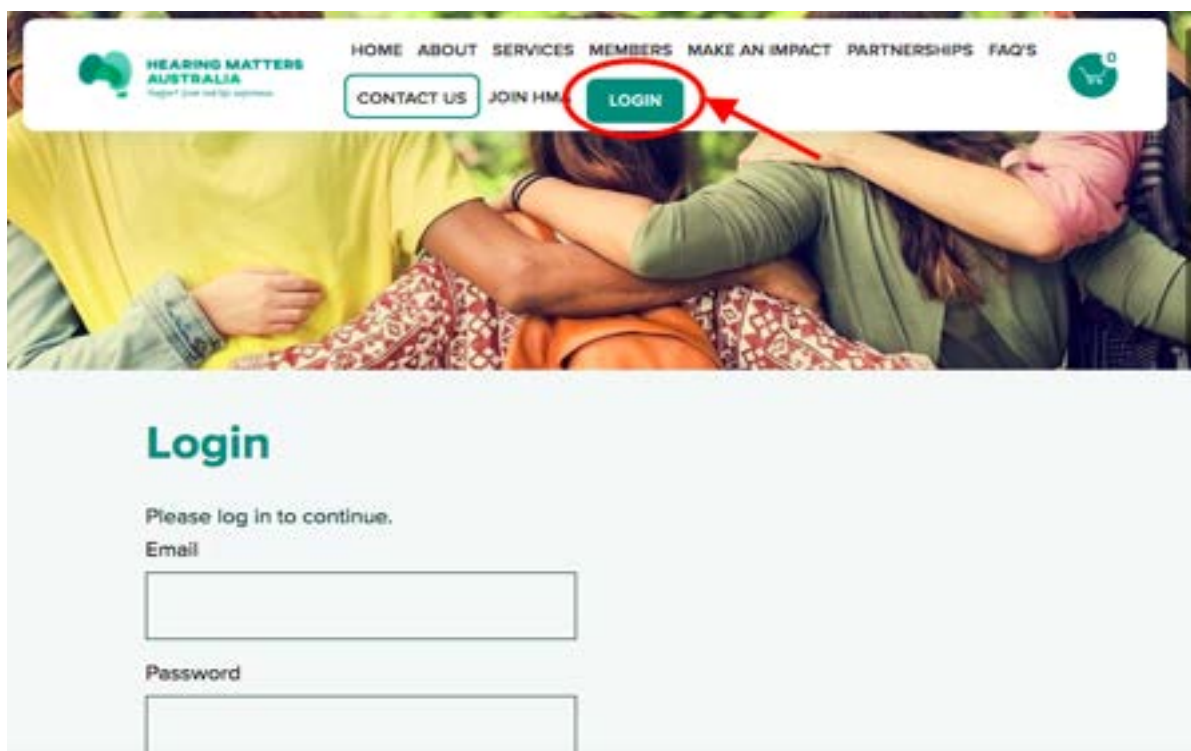 HEARING MATTERS
AUSTRALIA
HOME ABOUT SERVICES MEMBERS MAKE AN IMPACT PARTNERSHIPS FAQ'S
0
CONTACT US JOIN HM LOGIN
Login
Please log in to continue.
Email
Password